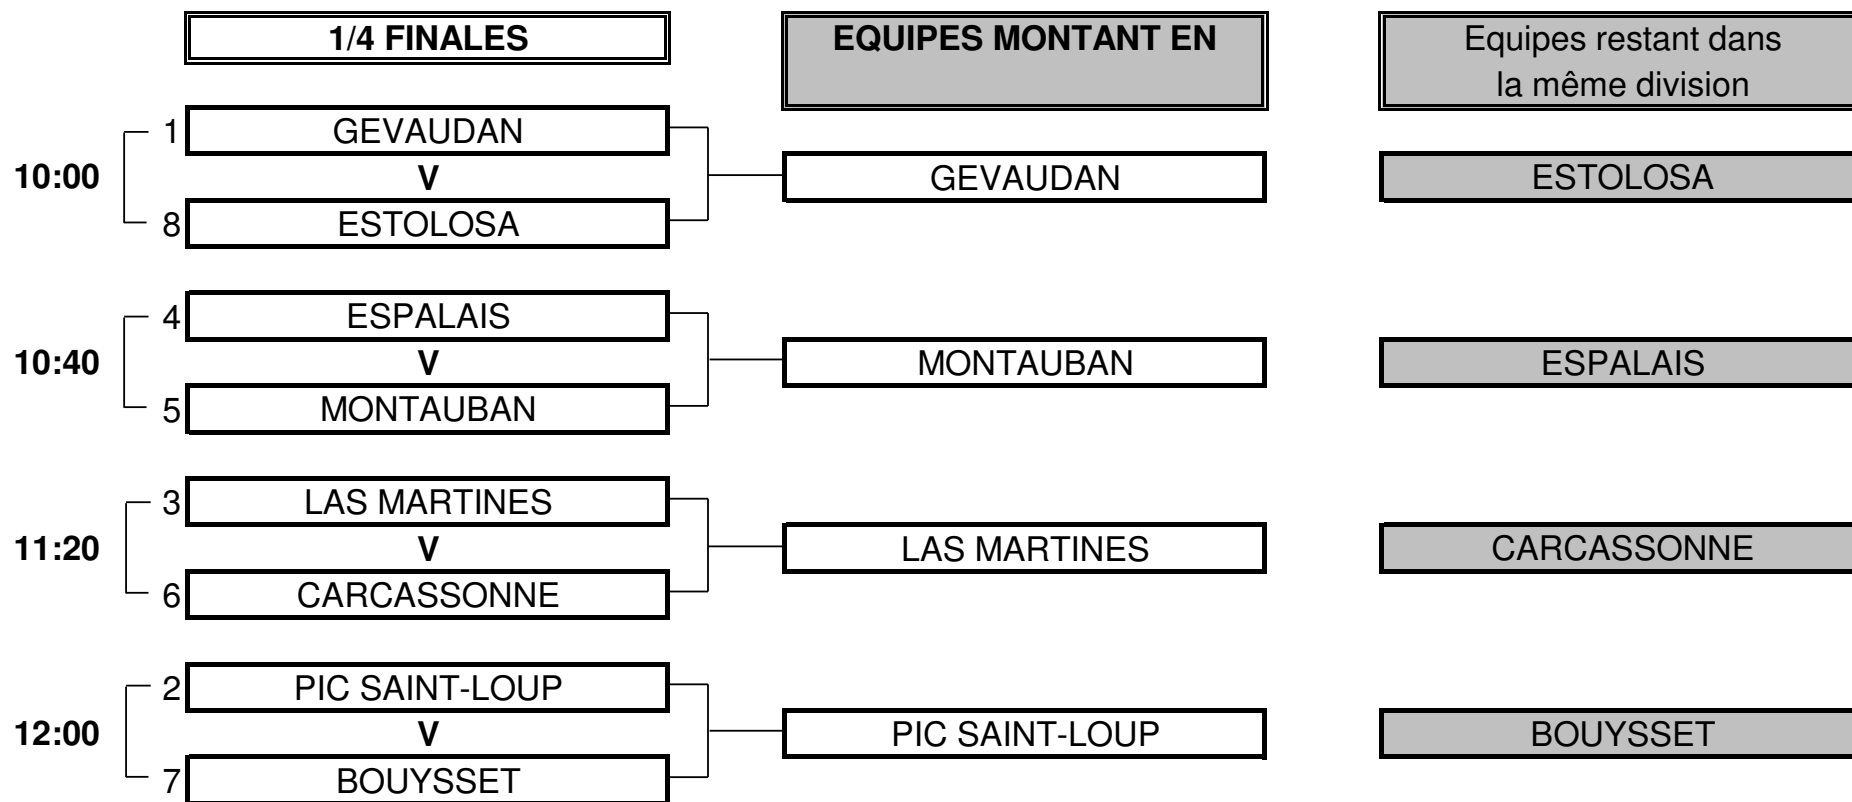 1/4 FINALES
EQUIPES MONTANT EN
Equipes restant dans
la même division
10:00
1 GEVAUDAN
V
8 ESTOLOSA
GEVAUDAN
ESTOLOSA
10:40
4 ESPALAIS
V
5 MONTAUBAN
MONTAUBAN
ESPALAIS
11:20
3 LAS MARTINES
V
6 CARCASSONNE
LAS MARTINES
CARCASSONNE
12:00
2 PIC SAINT-LOUP
V
7 BOUYSSET
PIC SAINT-LOUP
BOUYSSET